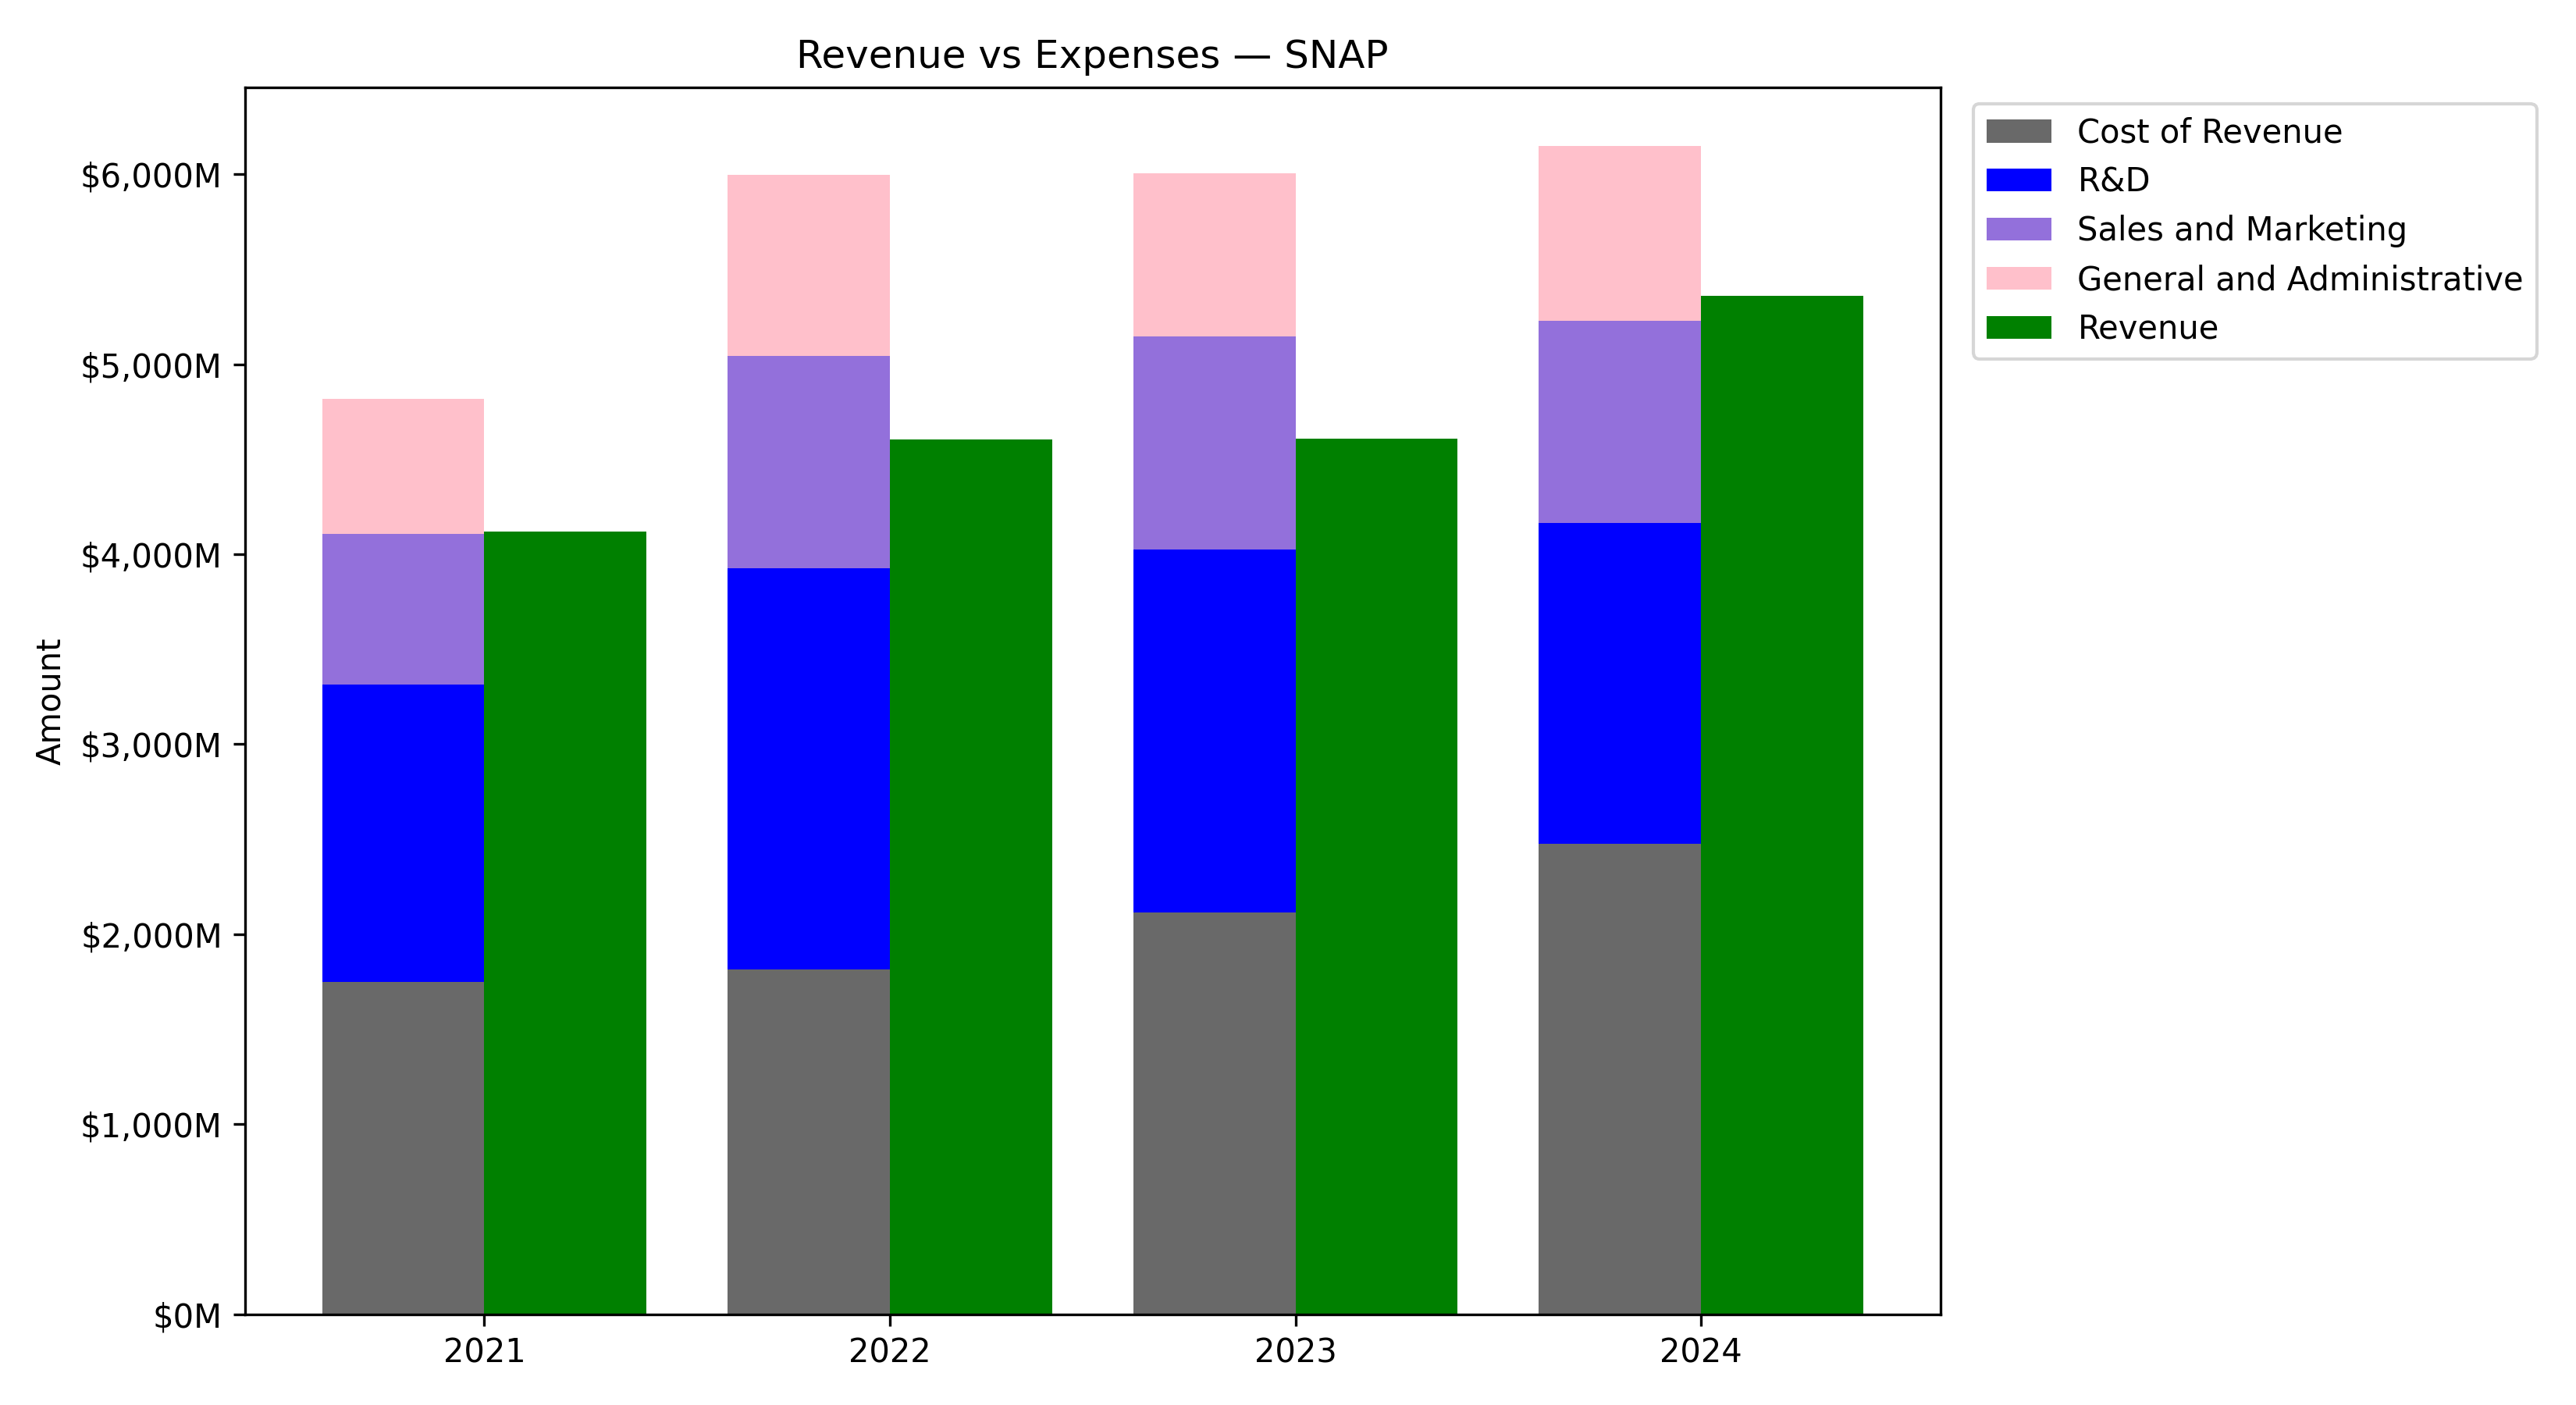 Revenue vs Expenses — SNAP
Cost of Revenue
R&D
Sales and Marketing
General and Administrative
Revenue
Amount
$6,000M
$5,000M
$4,000M
$3,000M
$2,000M
$1,000M
$0M
2021 2022 2023 2024